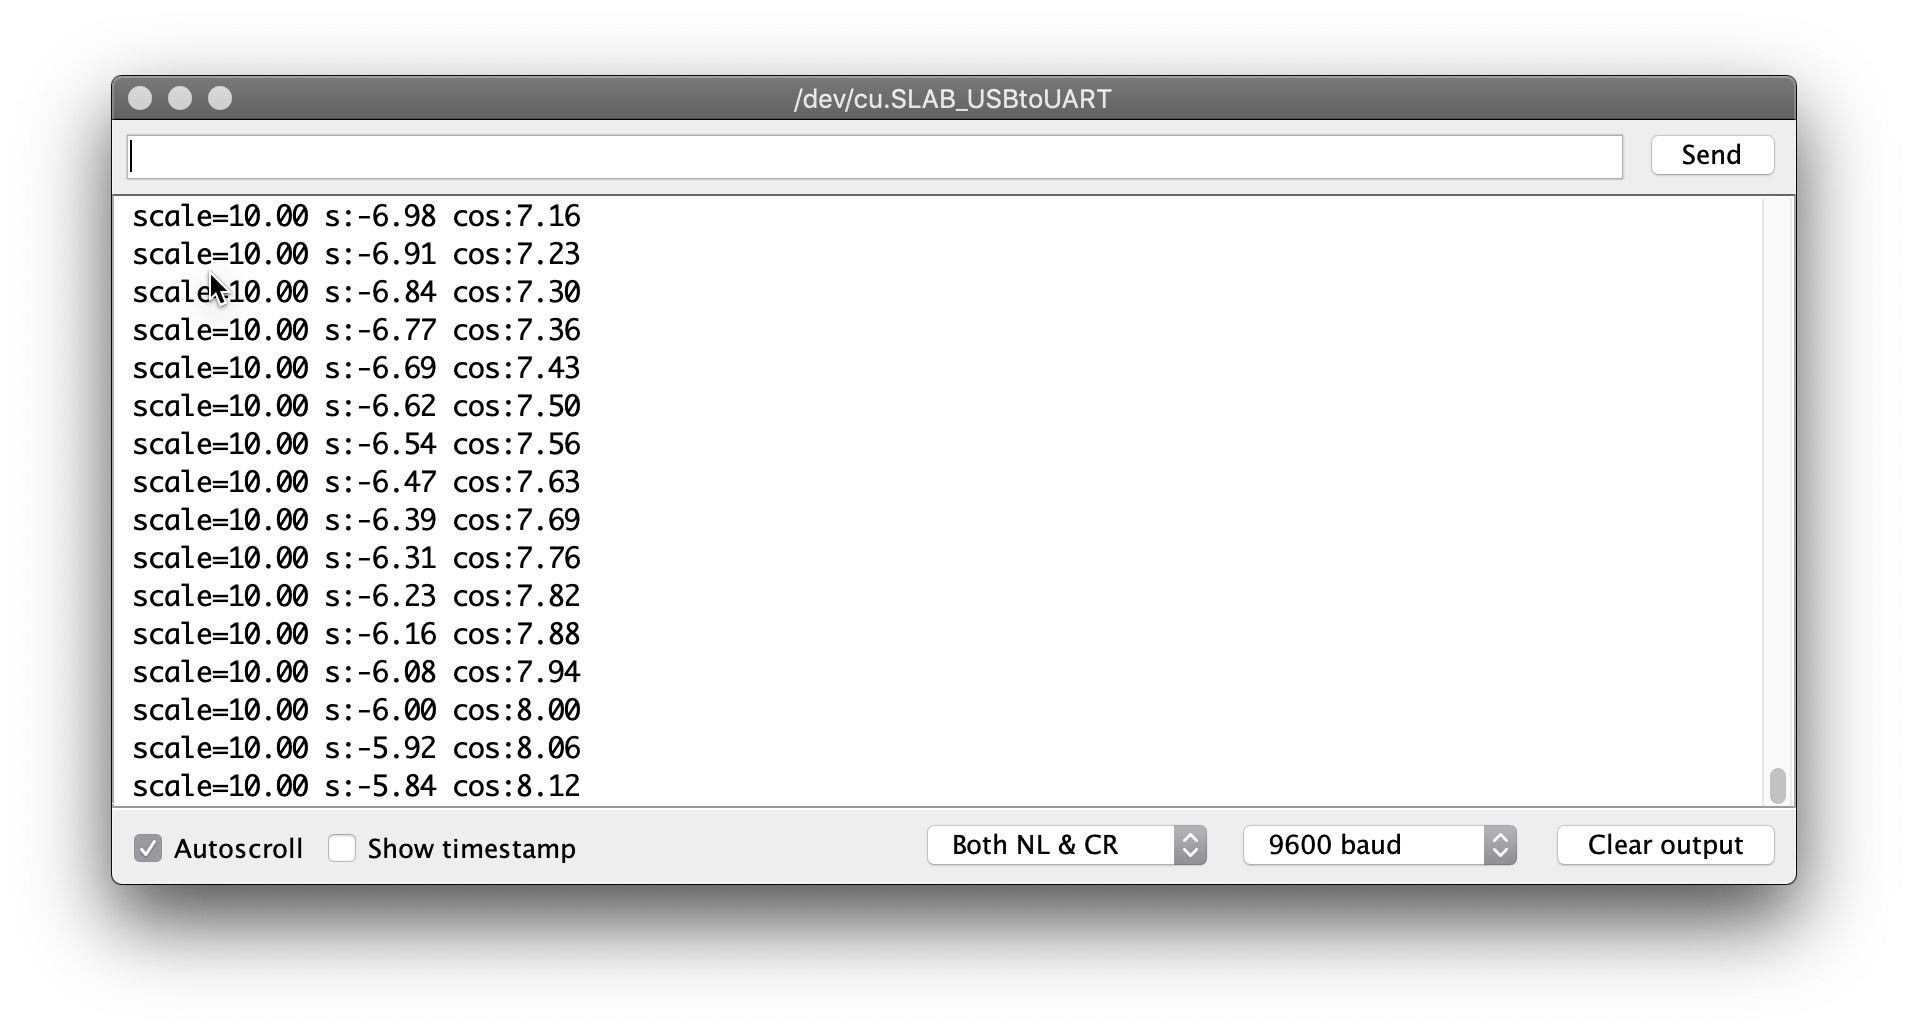 /dev/cu.SLAB_USBtoUART
Send
scale=10.00 s:-6.98 cos:7.16
scale=10.00 s:-6.91 cos:7.23
scale=10.00 s:-6.84 cos:7.30
scale=10.00 s:-6.77 cos:7.36
scale=10.00 s:-6.69 cos:7.43
scale=10.00 s:-6.62 cos:7.50
scale=10.00 s:-6.54 cos:7.56
scale=10.00 s:-6.47 cos:7.63
scale=10.00 s:-6.39 cos:7.69
scale=10.00 s:-6.31 cos:7.76
scale=10.00 s:-6.23 cos:7.82
scale=10.00 s:-6.16 cos:7.88
scale=10.00 s:-6.08 cos:7.94
scale=10.00 s:-6.00 cos:8.00
scale=10.00 s:-5.92 cos:8.06
scale=10.00 s:-5.84 cos:8.12
Autoscroll Show timestamp Both NL & CR 9600 baud Clear output